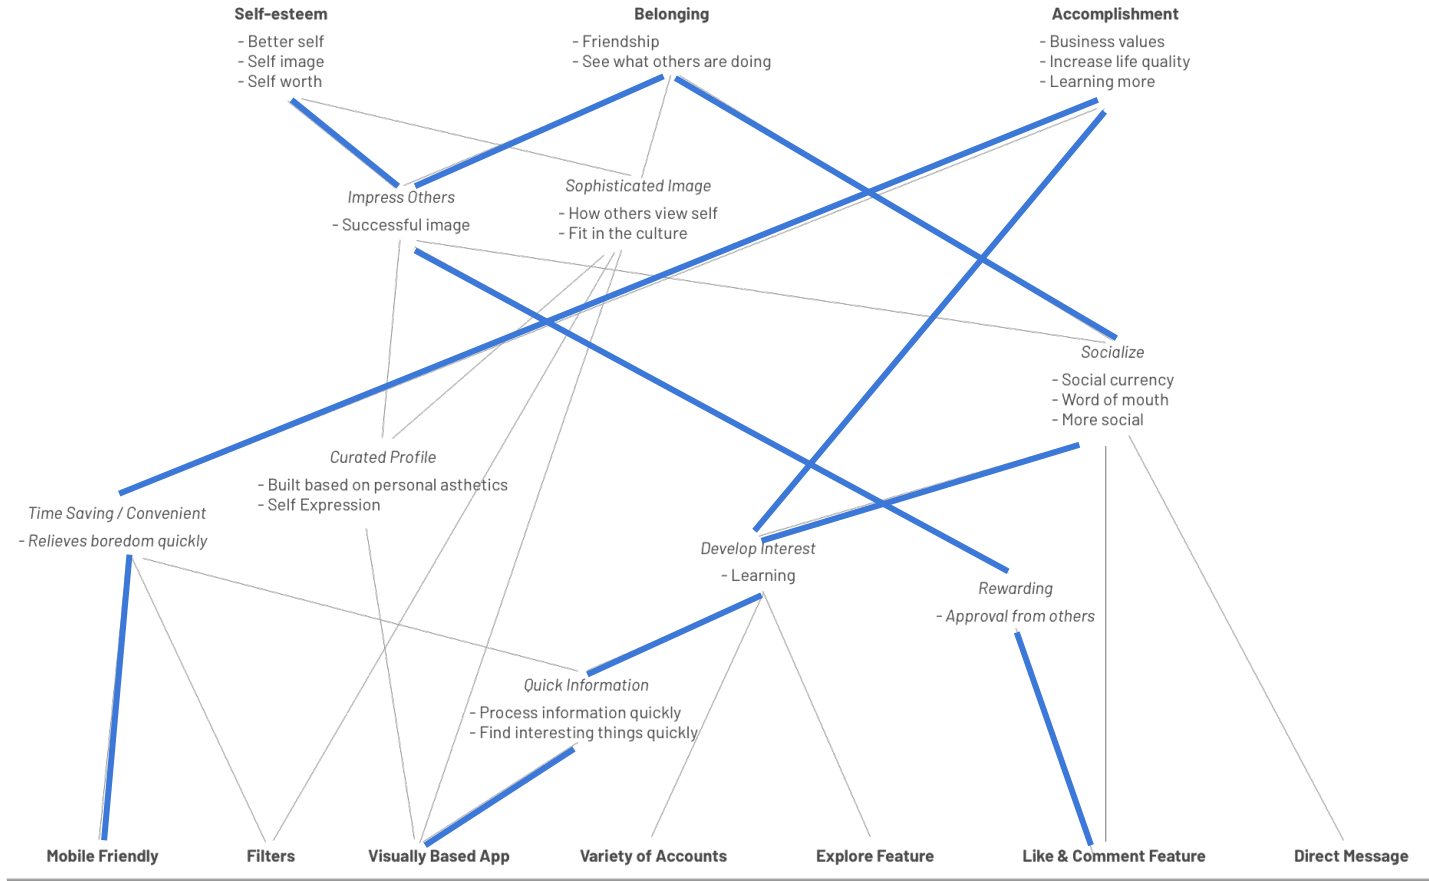 Self-esteem
- Better self
- Self image
- Self worth
Belonging
- Friendship
- See what others are doing
Accomplishment
- Business values
- Increase life quality
- Learning more
Impress Others
- Successful image
Sophisticated Image
- How others view self
- Fit in the culture
Socialize
- Social currency
- Word of mouth
- More social
Curated Profile
- Built based on personal asthetics
- Self Expression
Time Saving / Convenient
- Relieves boredom quickly
Develop Interest
- Learning
Rewarding
- Approval from others
Quick Information
- Process information quickly
- Find interesting things quickly
Mobile Friendly
Filters
Visually Based App
Variety of Accounts
Explore Feature
Like & Comment Feature
Direct Message